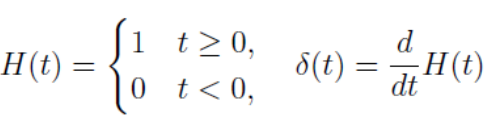 H(t) = { 1 t ≥ 0, 0 t < 0, δ(t) = d/dt H(t)